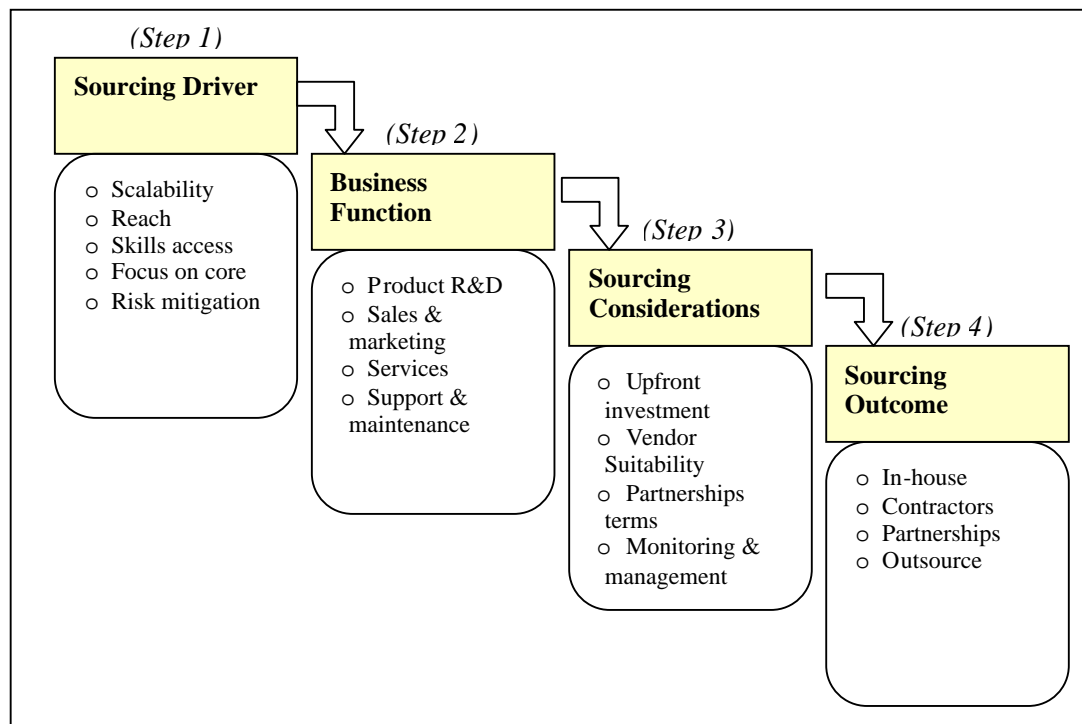 (Step 1)
Sourcing Driver
o Scalability
o Reach
o Skills access
o Focus on core
o Risk mitigation
(Step 2)
Business
Function
o Product R&D
o Sales &
marketing
o Services
o Support &
maintenance
(Step 3)
Sourcing
Considerations
o Upfront
investment
o Vendor
Suitability
o Partnerships
terms
o Monitoring &
management
(Step 4)
Sourcing
Outcome
o In-house
o Contractors
o Partnerships
o Outsource